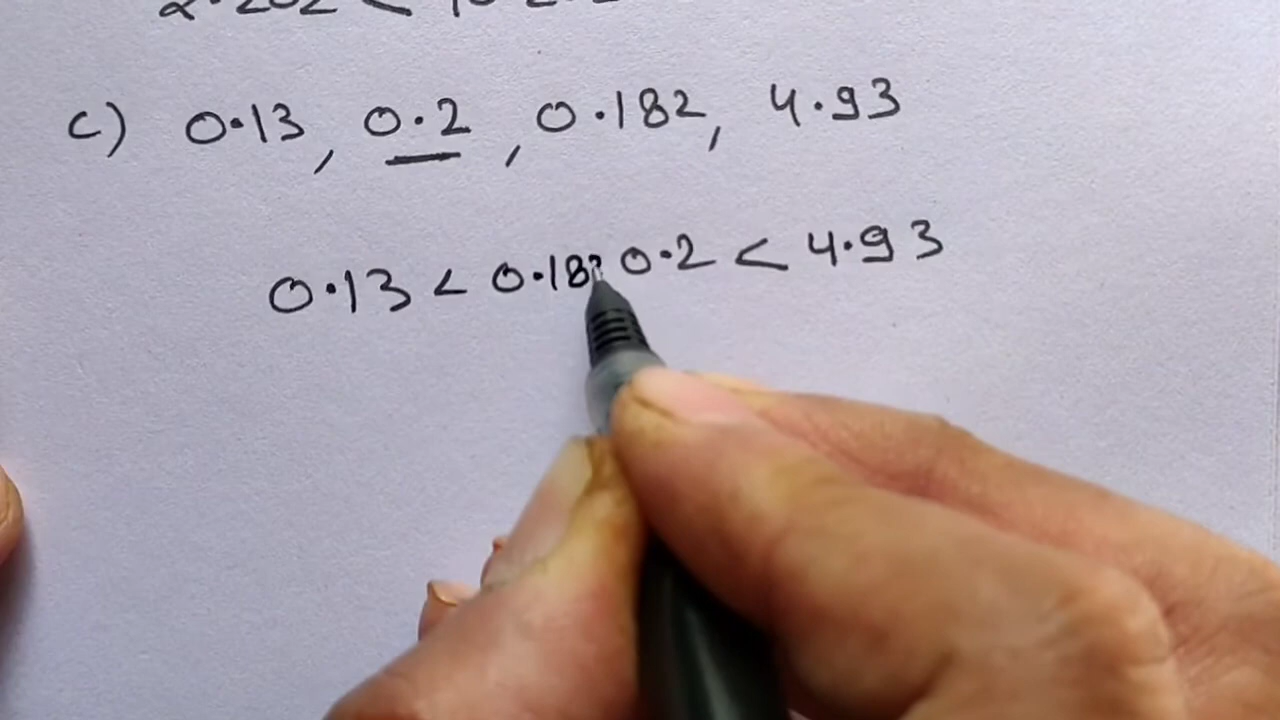 c) 0.13, 0.2, 0.182, 4.93
0.13 < 0.18 0.2 < 4.93